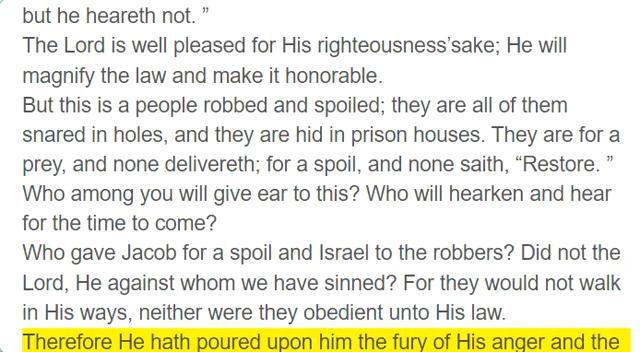 but he heareth not. ”
The Lord is well pleased for His righteousness’sake; He will
magnify the law and make it honorable.
But this is a people robbed and spoiled; they are all of them
snared in holes, and they are hid in prison houses. They are for a
prey, and none delivereth; for a spoil, and none saith, “Restore. ”
Who among you will give ear to this? Who will hearken and hear
for the time to come?
Who gave Jacob for a spoil and Israel to the robbers? Did not the
Lord, He against whom we have sinned? For they would not walk
in His ways, neither were they obedient unto His law.
Therefore He hath poured upon him the fury of His anger and the